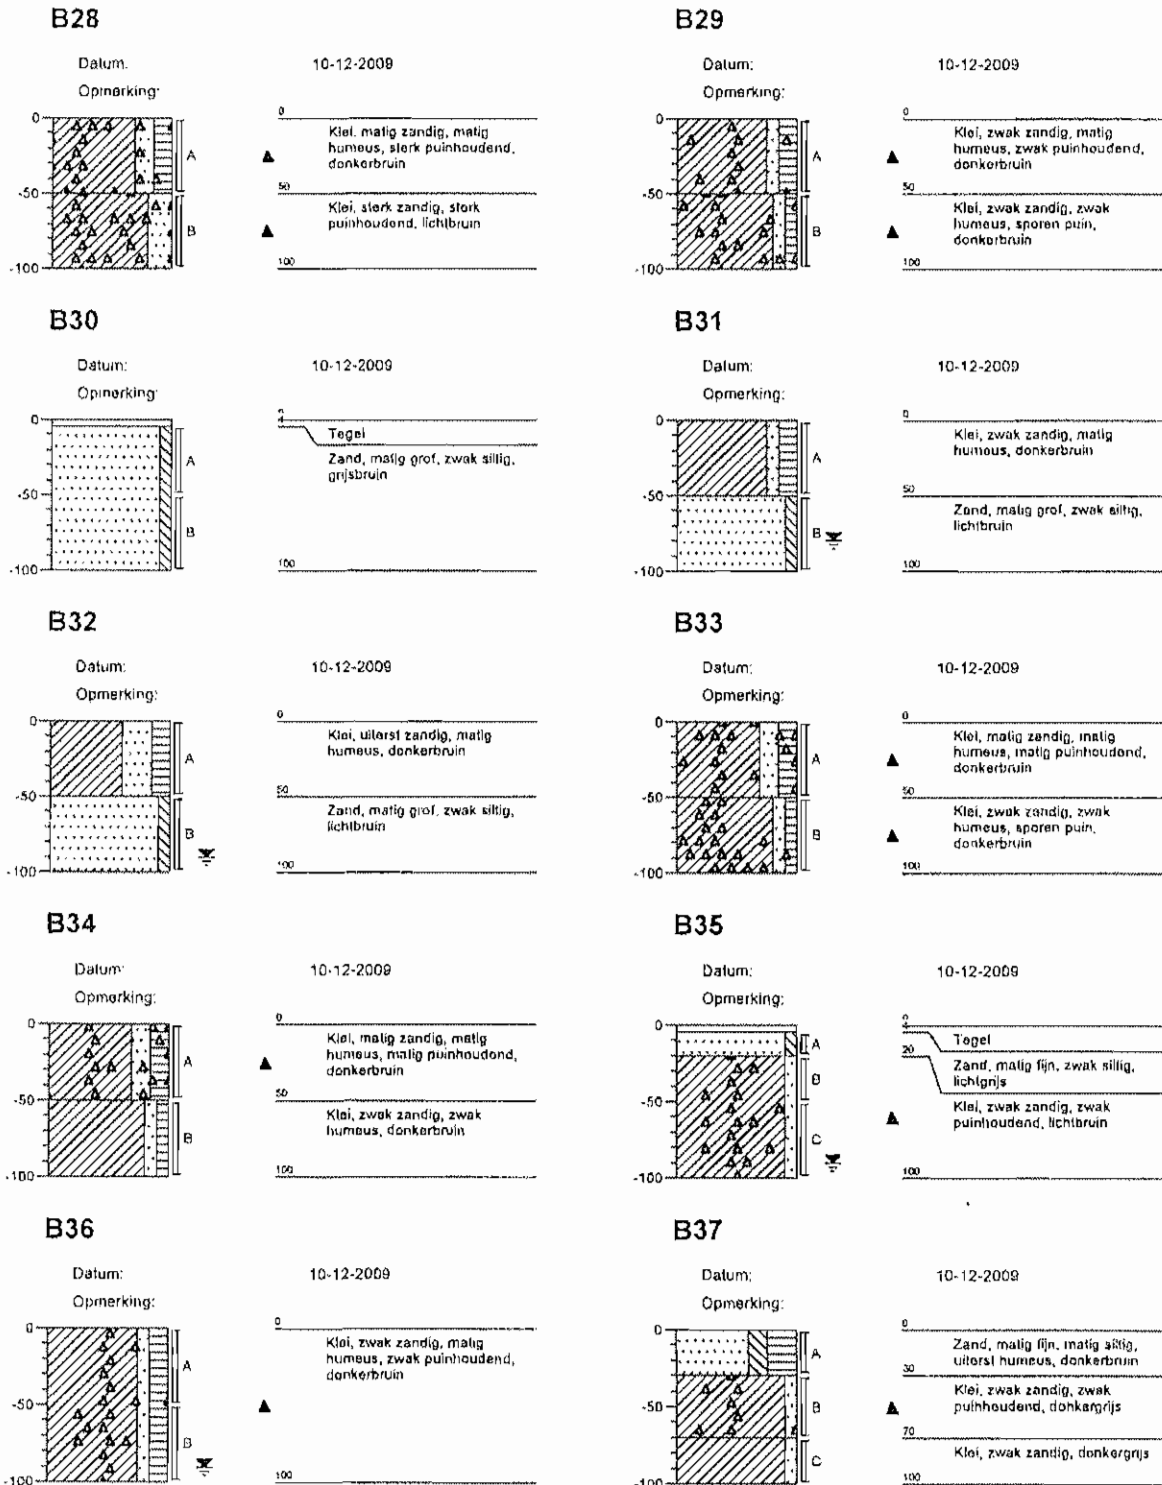 B28
Datum:
10-12-2009
Opmerking:
0
-50
-100
A
B
0
Klei, matig zandig, matig
humeus, sterk puinhoudend,
donkerbruin
50
Klei, sterk zandig, sterk
puinhoudend, lichtbruin
100
B29
Datum:
10-12-2009
Opmerking:
0
-50
-100
A
B
0
Klei, zwak zandig, matig
humeus, zwak puinhoudend,
donkerbruin
50
Klei, zwak zandig, zwak
humeus, sporen puin,
donkerbruin
100
B30
Datum:
10-12-2009
Opmerking:
0
-50
-100
A
B
0
4
Tegel
Zand, matig grof, zwak siltig,
grijsbruin
100
B31
Datum:
10-12-2009
Opmerking:
0
-50
-100
A
B
0
Klei, zwak zandig, matig
humeus, donkerbruin
50
Zand, matig grof, zwak siltig,
lichtbruin
100
B32
Datum:
10-12-2009
Opmerking:
0
-50
-100
A
B
0
Klei, uiterst zandig, matig
humeus, donkerbruin
50
Zand, matig grof, zwak siltig,
lichtbruin
100
B33
Datum:
10-12-2009
Opmerking:
0
-50
-100
A
B
0
Klei, matig zandig, matig
humeus, matig puinhoudend,
donkerbruin
50
Klei, zwak zandig, zwak
humeus, sporen puin,
donkerbruin
100
B34
Datum:
10-12-2009
Opmerking:
0
-50
-100
A
B
0
Klei, matig zandig, matig
humeus, matig puinhoudend,
donkerbruin
50
Klei, zwak zandig, zwak
humeus, donkerbruin
100
B35
Datum:
10-12-2009
Opmerking:
0
-50
-100
A
B
C
0
4
Tegel
20
Zand, matig fijn, zwak siltig,
lichtgrijs
Klei, zwak zandig, zwak
puinhoudend, lichtbruin
100
B36
Datum:
10-12-2009
Opmerking:
0
-50
-100
A
B
0
Klei, zwak zandig, matig
humeus, zwak puinhoudend,
donkerbruin
100
B37
Datum:
10-12-2009
Opmerking:
0
-50
-100
A
B
C
0
Zand, matig fijn, matig siltig,
uiterst humeus, donkerbruin
30
Klei, zwak zandig, zwak
puinhoudend, donkergrijs
70
Klei, zwak zandig, donkergrijs
100